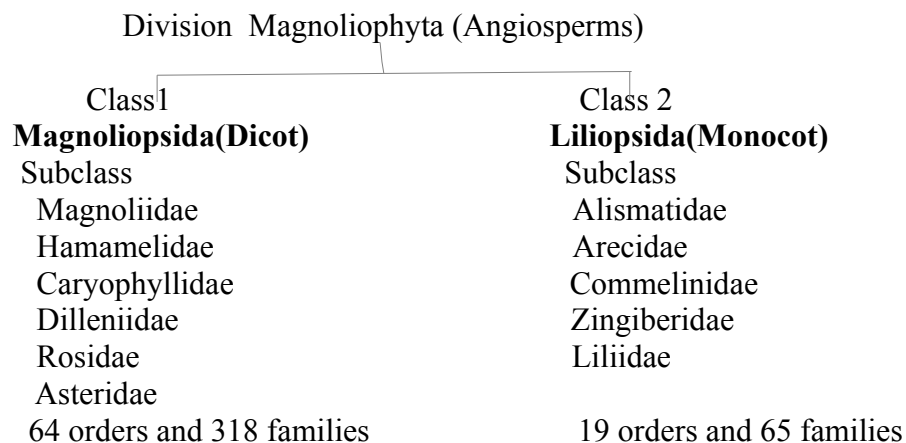 Division Magnoliophyta (Angiosperms)
Class1 Class 2
Magnoliopsida(Dicot) Liliopsida(Monocot)
Subclass Subclass
Magnoliidae Alismatidae
Hamamelidae Arecidae
Caryophyllidae Commelinidae
Dilleniidae Zingiberidae
Rosidae Liliidae
Asteridae
64 orders and 318 families 19 orders and 65 families